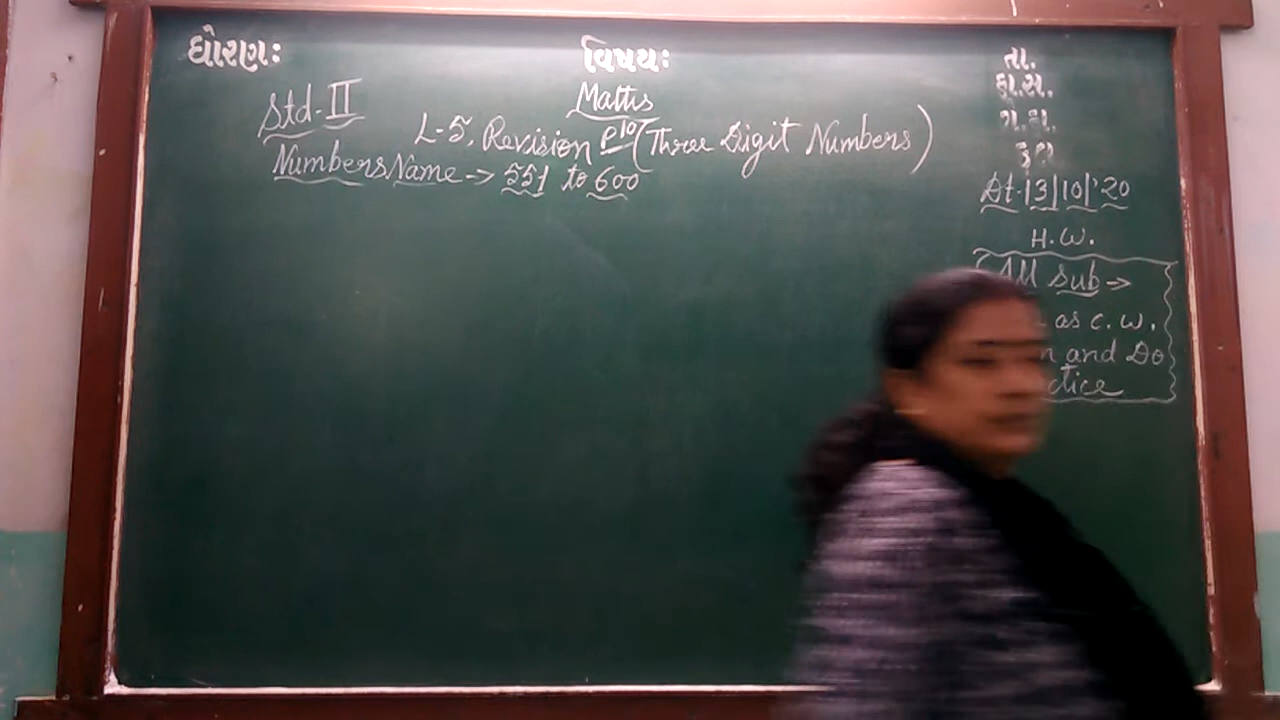 ધોરણઃ
વિષયઃ
તા.
Std-II
Maths
કુ.સ.
L-5, Revision P10 (Three Digit Numbers)
ગે.હા.
Numbers Name -> 551 to 600
Dt-13|10|'20
H.W.
All Sub ->
as C.W.
and Do